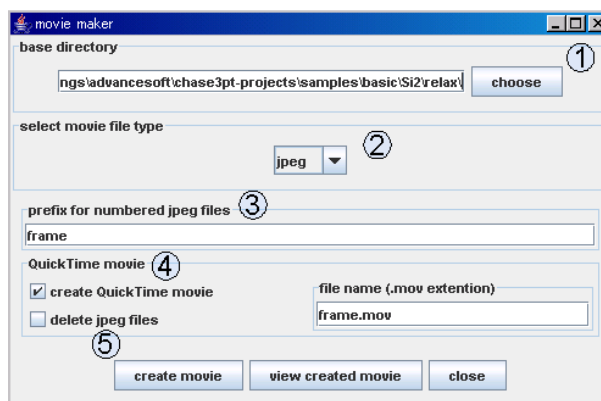 movie maker
base directory
①
ngs\advancesoft\chase3pt-projects\samples\basic\Si2\relax\
choose
select movie file type
②
jpeg
prefix for numbered jpeg files ③
frame
QuickTime movie ④
create QuickTime movie
file name (.mov extention)
delete jpeg files
frame.mov
⑤
create movie view created movie close